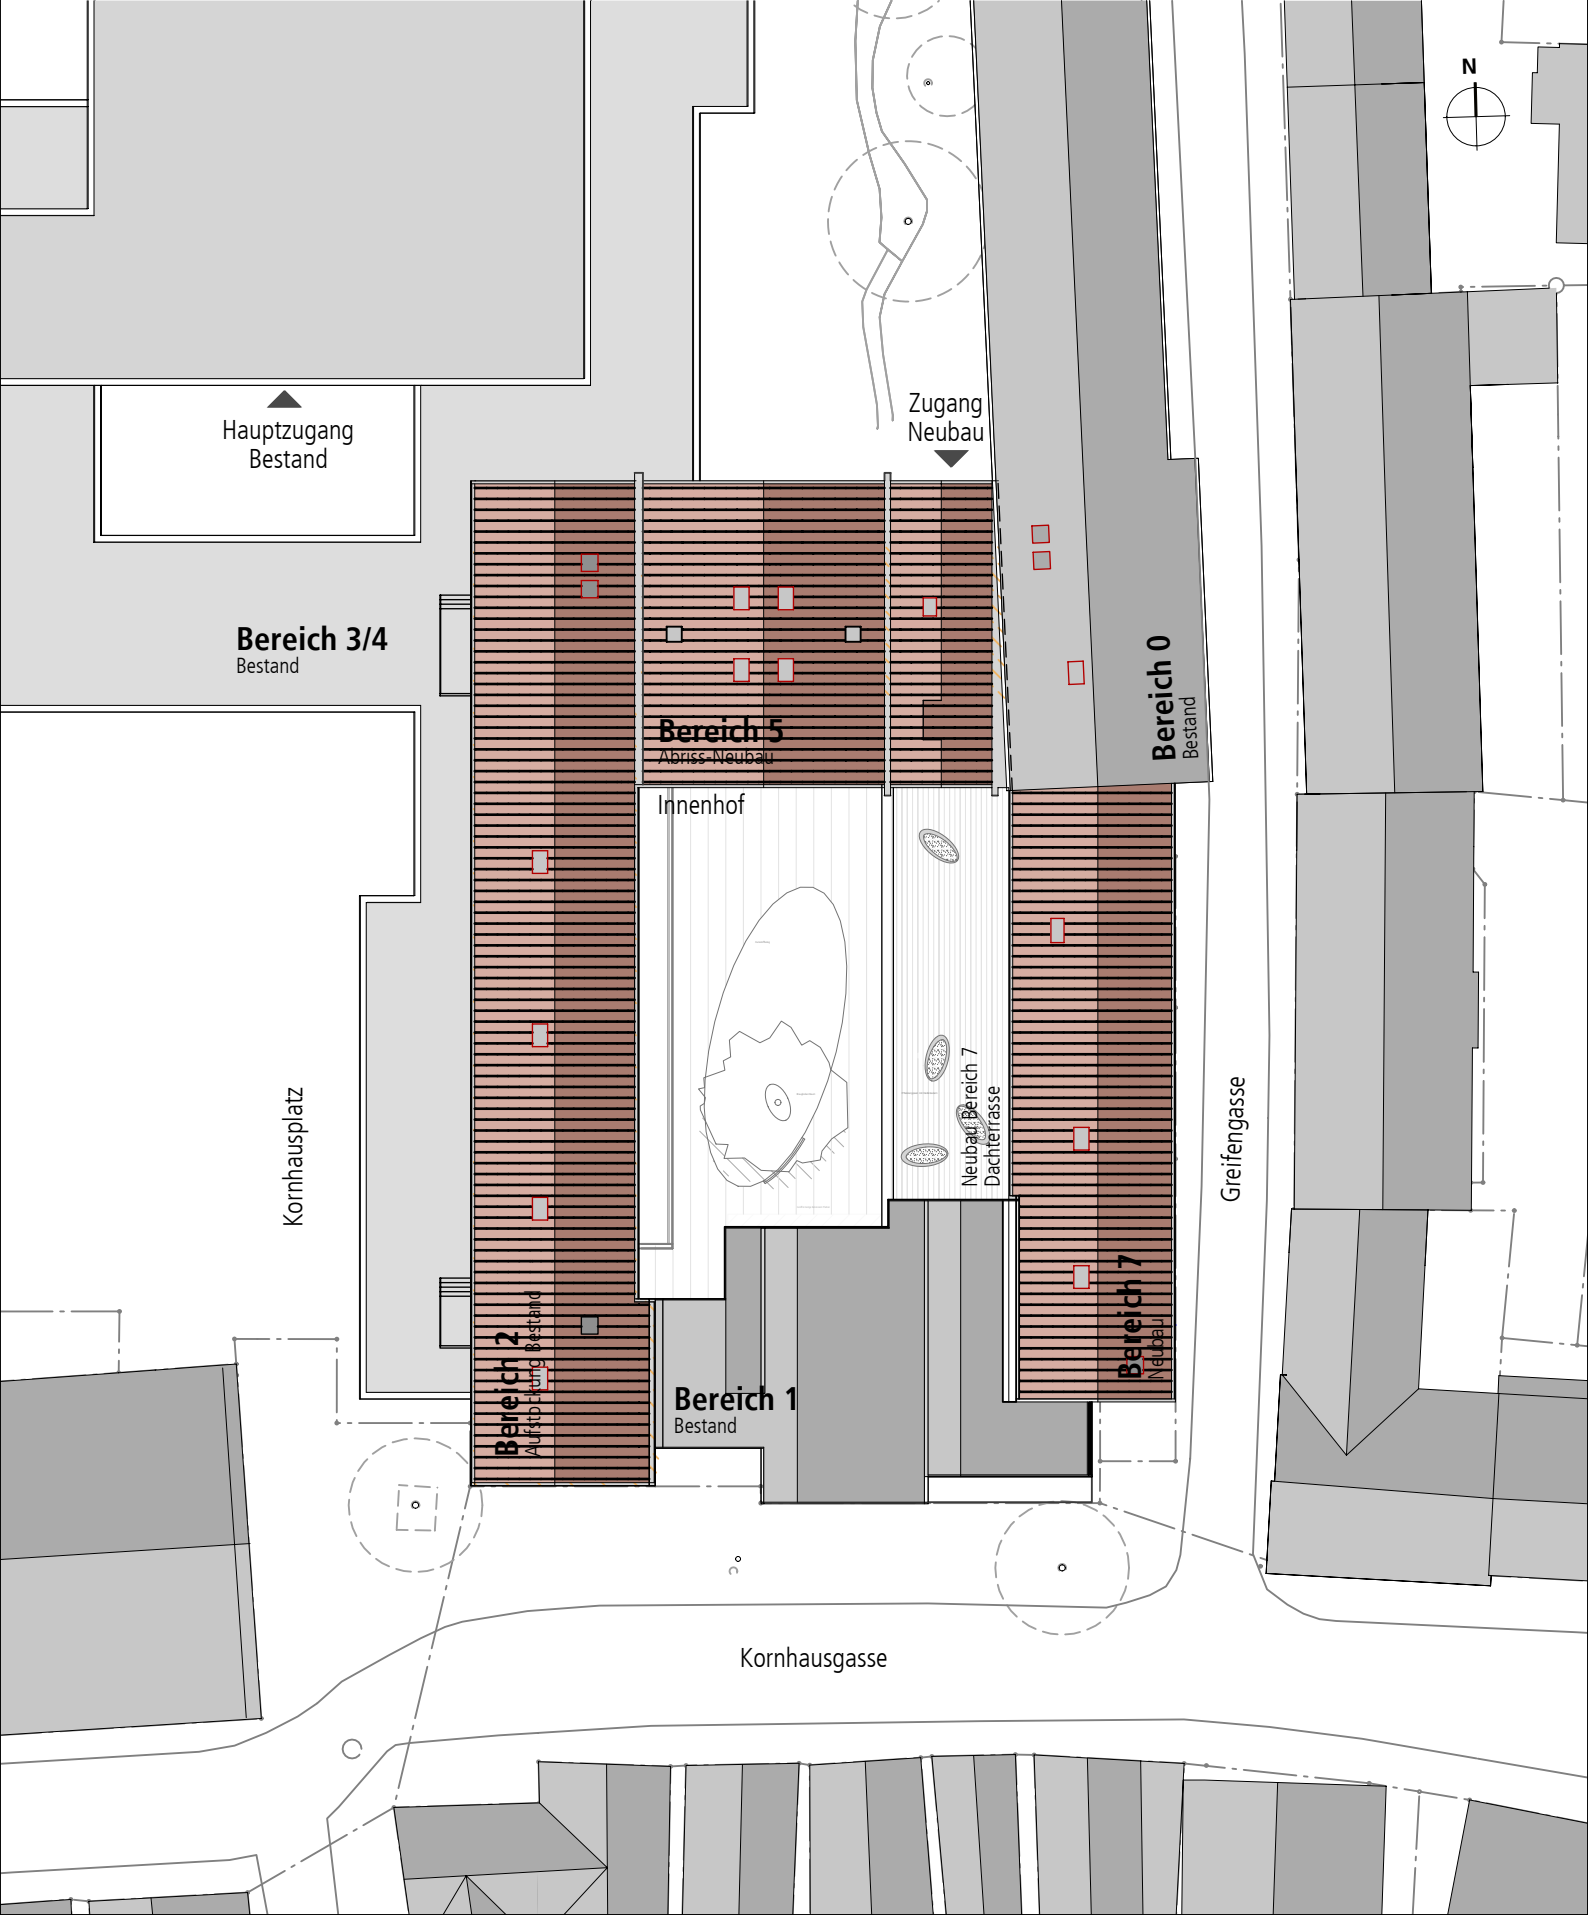 N
Hauptzugang
Bestand
Zugang
Neubau
Bereich 3/4
Bestand
Bereich 0
Bestand
Bereich 5
Abriss-Neubau
Innenhof
Neubau Bereich 7
Dachterrasse
Kornhausplatz
Greifengasse
Bereich 2
Aufstockung Bestand
Bereich 1
Bestand
Bereich 7
Neubau
Kornhausgasse